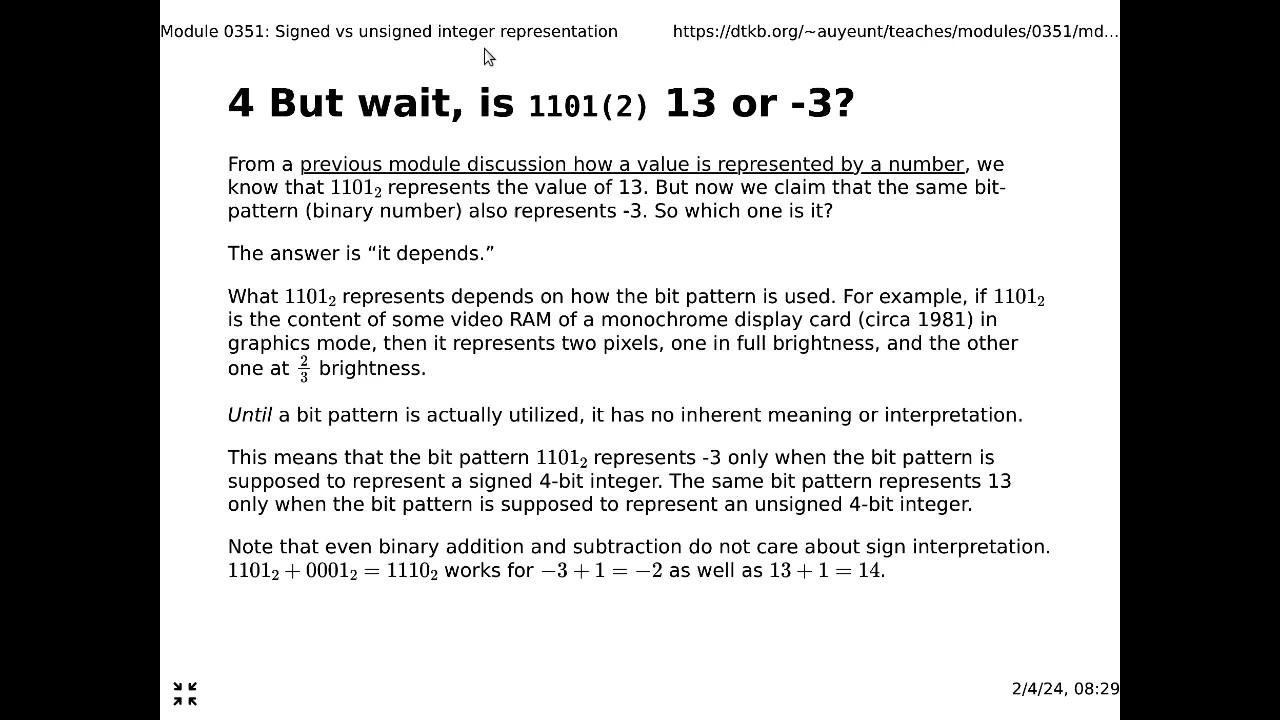 Module 0351: Signed vs unsigned integer representation
https://dtkb.org/~auyeunt/teaches/modules/0351/md...
4 But wait, is 1101(2) 13 or -3?
From a previous module discussion how a value is represented by a number, we
know that 1101₂ represents the value of 13. But now we claim that the same bit-
pattern (binary number) also represents -3. So which one is it?
The answer is “it depends.”
What 1101₂ represents depends on how the bit pattern is used. For example, if 1101₂
is the content of some video RAM of a monochrome display card (circa 1981) in
graphics mode, then it represents two pixels, one in full brightness, and the other
one at 2/3 brightness.
Until a bit pattern is actually utilized, it has no inherent meaning or interpretation.
This means that the bit pattern 1101₂ represents -3 only when the bit pattern is
supposed to represent a signed 4-bit integer. The same bit pattern represents 13
only when the bit pattern is supposed to represent an unsigned 4-bit integer.
Note that even binary addition and subtraction do not care about sign interpretation.
1101₂ + 0001₂ = 1110₂ works for −3 + 1 = −2 as well as 13 + 1 = 14.
2/4/24, 08:29